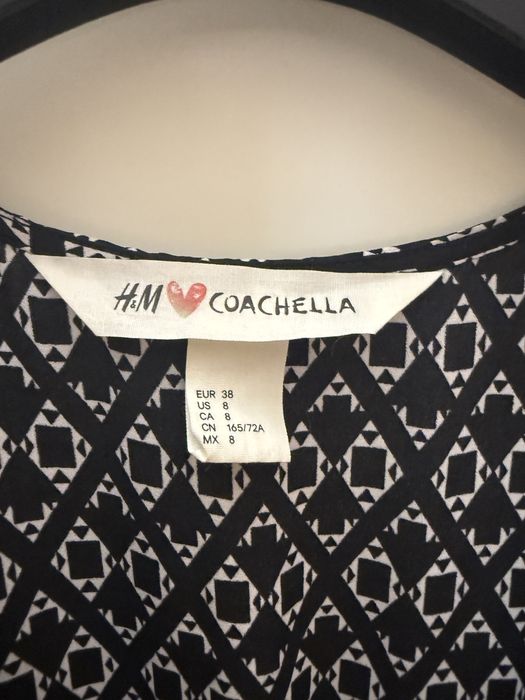 H&M ❤ COACHELLA
EUR 38
US 8
CA 8
CN 165/72A
MX 8